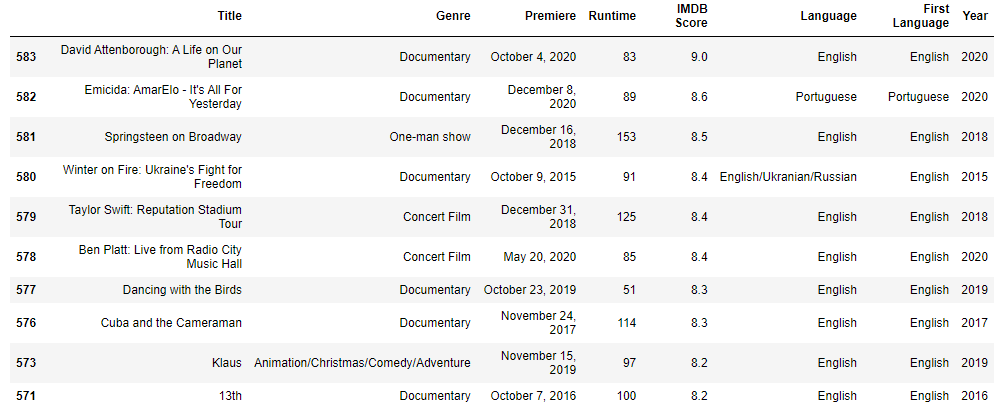 Title Genre Premiere Runtime IMDB Score Language First Language Year
583 David Attenborough: A Life on Our Planet Documentary October 4, 2020 83 9.0 English English 2020
582 Emicida: AmarElo - It's All For Yesterday Documentary December 8, 2020 89 8.6 Portuguese Portuguese 2020
581 Springsteen on Broadway One-man show December 16, 2018 153 8.5 English English 2018
580 Winter on Fire: Ukraine's Fight for Freedom Documentary October 9, 2015 91 8.4 English/Ukranian/Russian English 2015
579 Taylor Swift: Reputation Stadium Tour Concert Film December 31, 2018 125 8.4 English English 2018
578 Ben Platt: Live from Radio City Music Hall Concert Film May 20, 2020 85 8.4 English English 2020
577 Dancing with the Birds Documentary October 23, 2019 51 8.3 English English 2019
576 Cuba and the Cameraman Documentary November 24, 2017 114 8.3 English English 2017
573 Klaus Animation/Christmas/Comedy/Adventure November 15, 2019 97 8.2 English English 2019
571 13th Documentary October 7, 2016 100 8.2 English English 2016